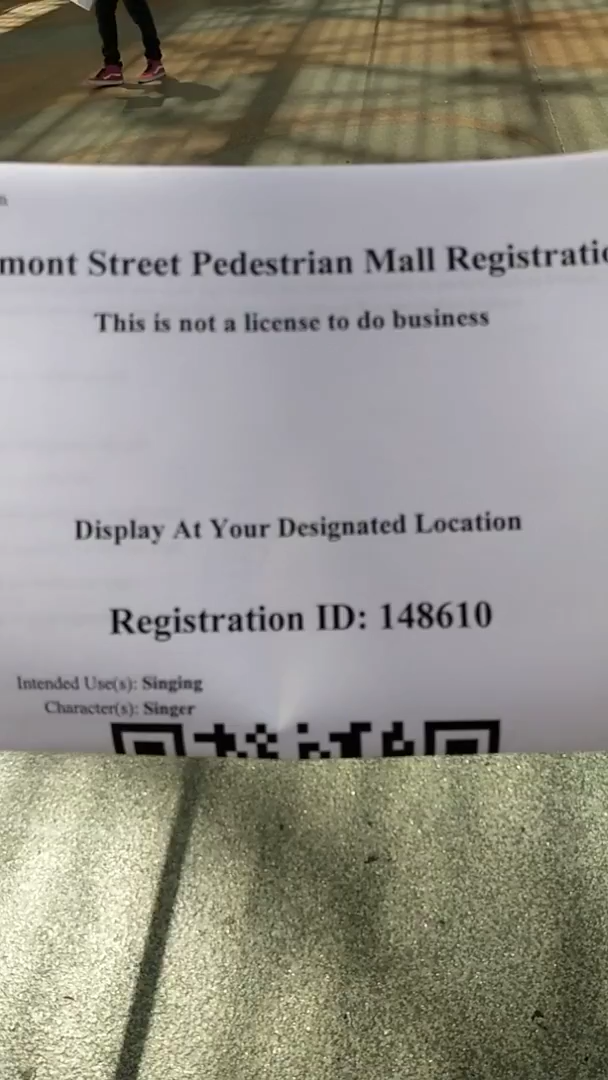 mont Street Pedestrian Mall Registratio
This is not a license to do business
Display At Your Designated Location
Registration ID: 148610
Intended Use(s): Singing
Character(s): Singer